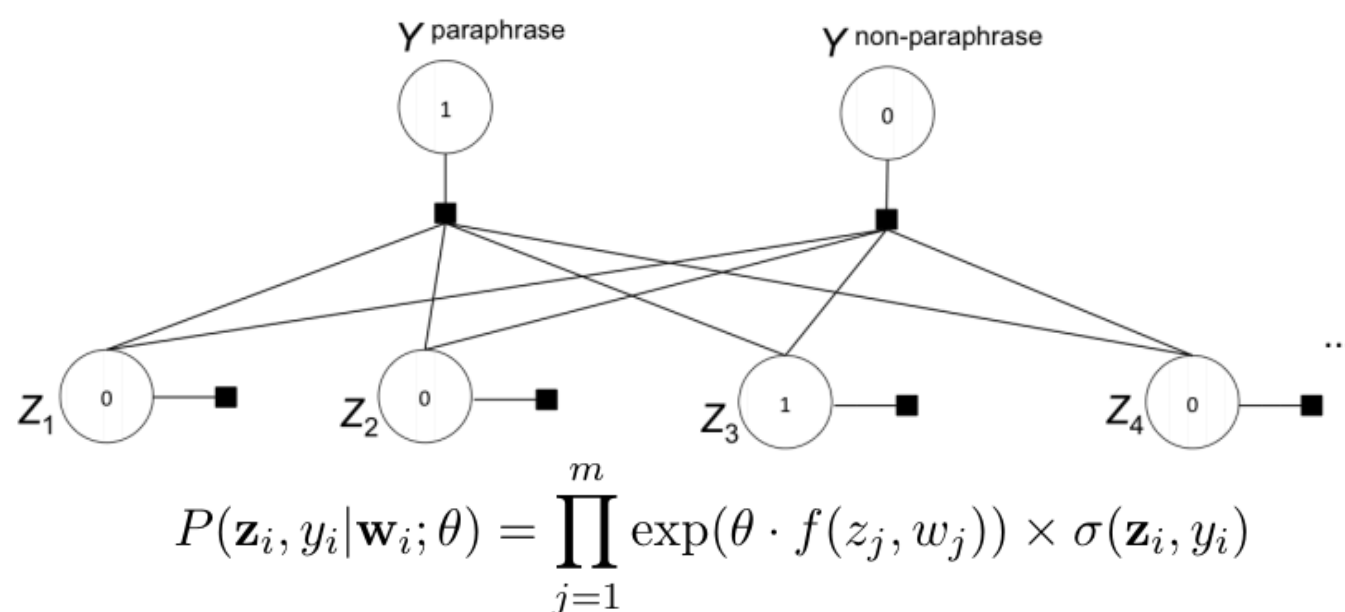 Y paraphrase
Y non-paraphrase
1
0
Z₁ 0
Z₂ 0
Z₃ 1
Z₄ 0
..
P(𝐳ᵢ, yᵢ|𝐰ᵢ; θ) = ∏ⱼ₌₁ᵐ exp(θ · f(zⱼ, wⱼ)) × σ(𝐳ᵢ, yᵢ)